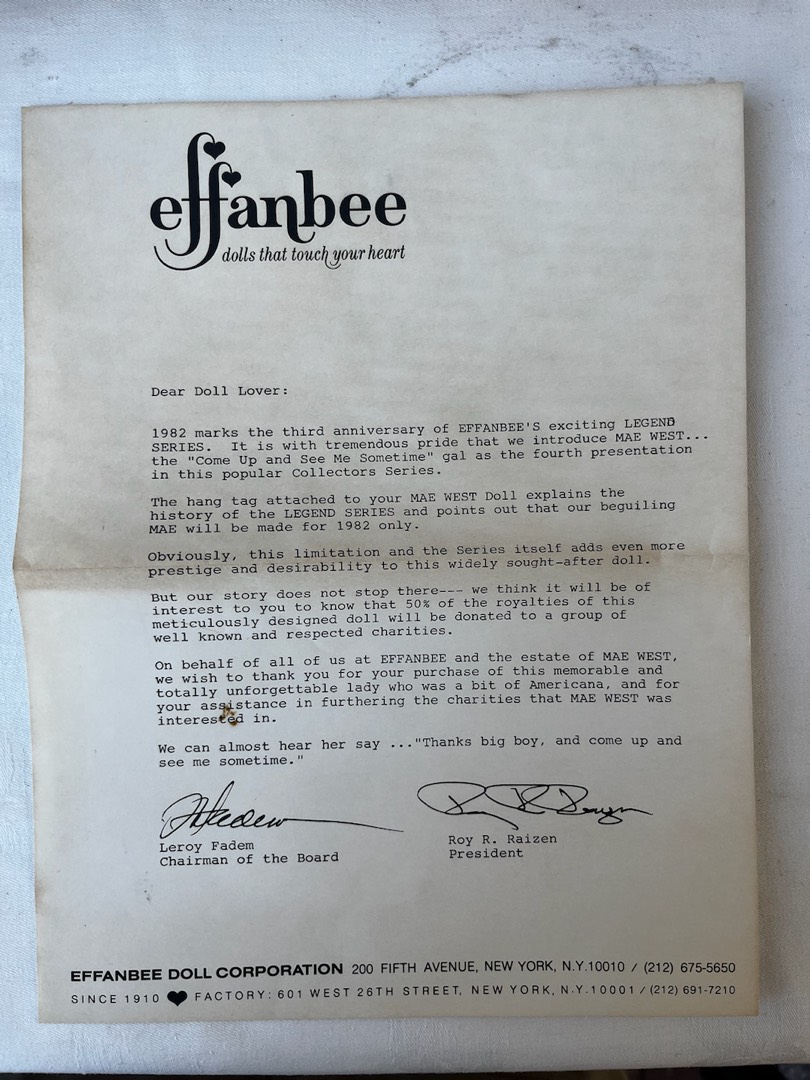 effanbee
dolls that touch your heart
Dear Doll Lover:
1982 marks the third anniversary of EFFANBEE'S exciting LEGEND
SERIES. It is with tremendous pride that we introduce MAE WEST...
the "Come Up and See Me Sometime" gal as the fourth presentation
in this popular Collectors Series.
The hang tag attached to your MAE WEST Doll explains the
history of the LEGEND SERIES and points out that our beguiling
MAE will be made for 1982 only.
Obviously, this limitation and the Series itself adds even more
prestige and desirability to this widely sought-after doll.
But our story does not stop there--- we think it will be of
interest to you to know that 50% of the royalties of this
meticulously designed doll will be donated to a group of
well known and respected charities.
On behalf of all of us at EFFANBEE and the estate of MAE WEST,
we wish to thank you for your purchase of this memorable and
totally unforgettable lady who was a bit of Americana, and for
your assistance in furthering the charities that MAE WEST was
interested in.
We can almost hear her say ..."Thanks big boy, and come up and
see me sometime."
Leroy Fadem Roy R. Raizen
Chairman of the Board President
EFFANBEE DOLL CORPORATION 200 FIFTH AVENUE, NEW YORK, N.Y.10010 / (212) 675-5650
SINCE 1910 ♥ FACTORY: 601 WEST 26TH STREET, NEW YORK, N.Y.10001 / (212) 691-7210